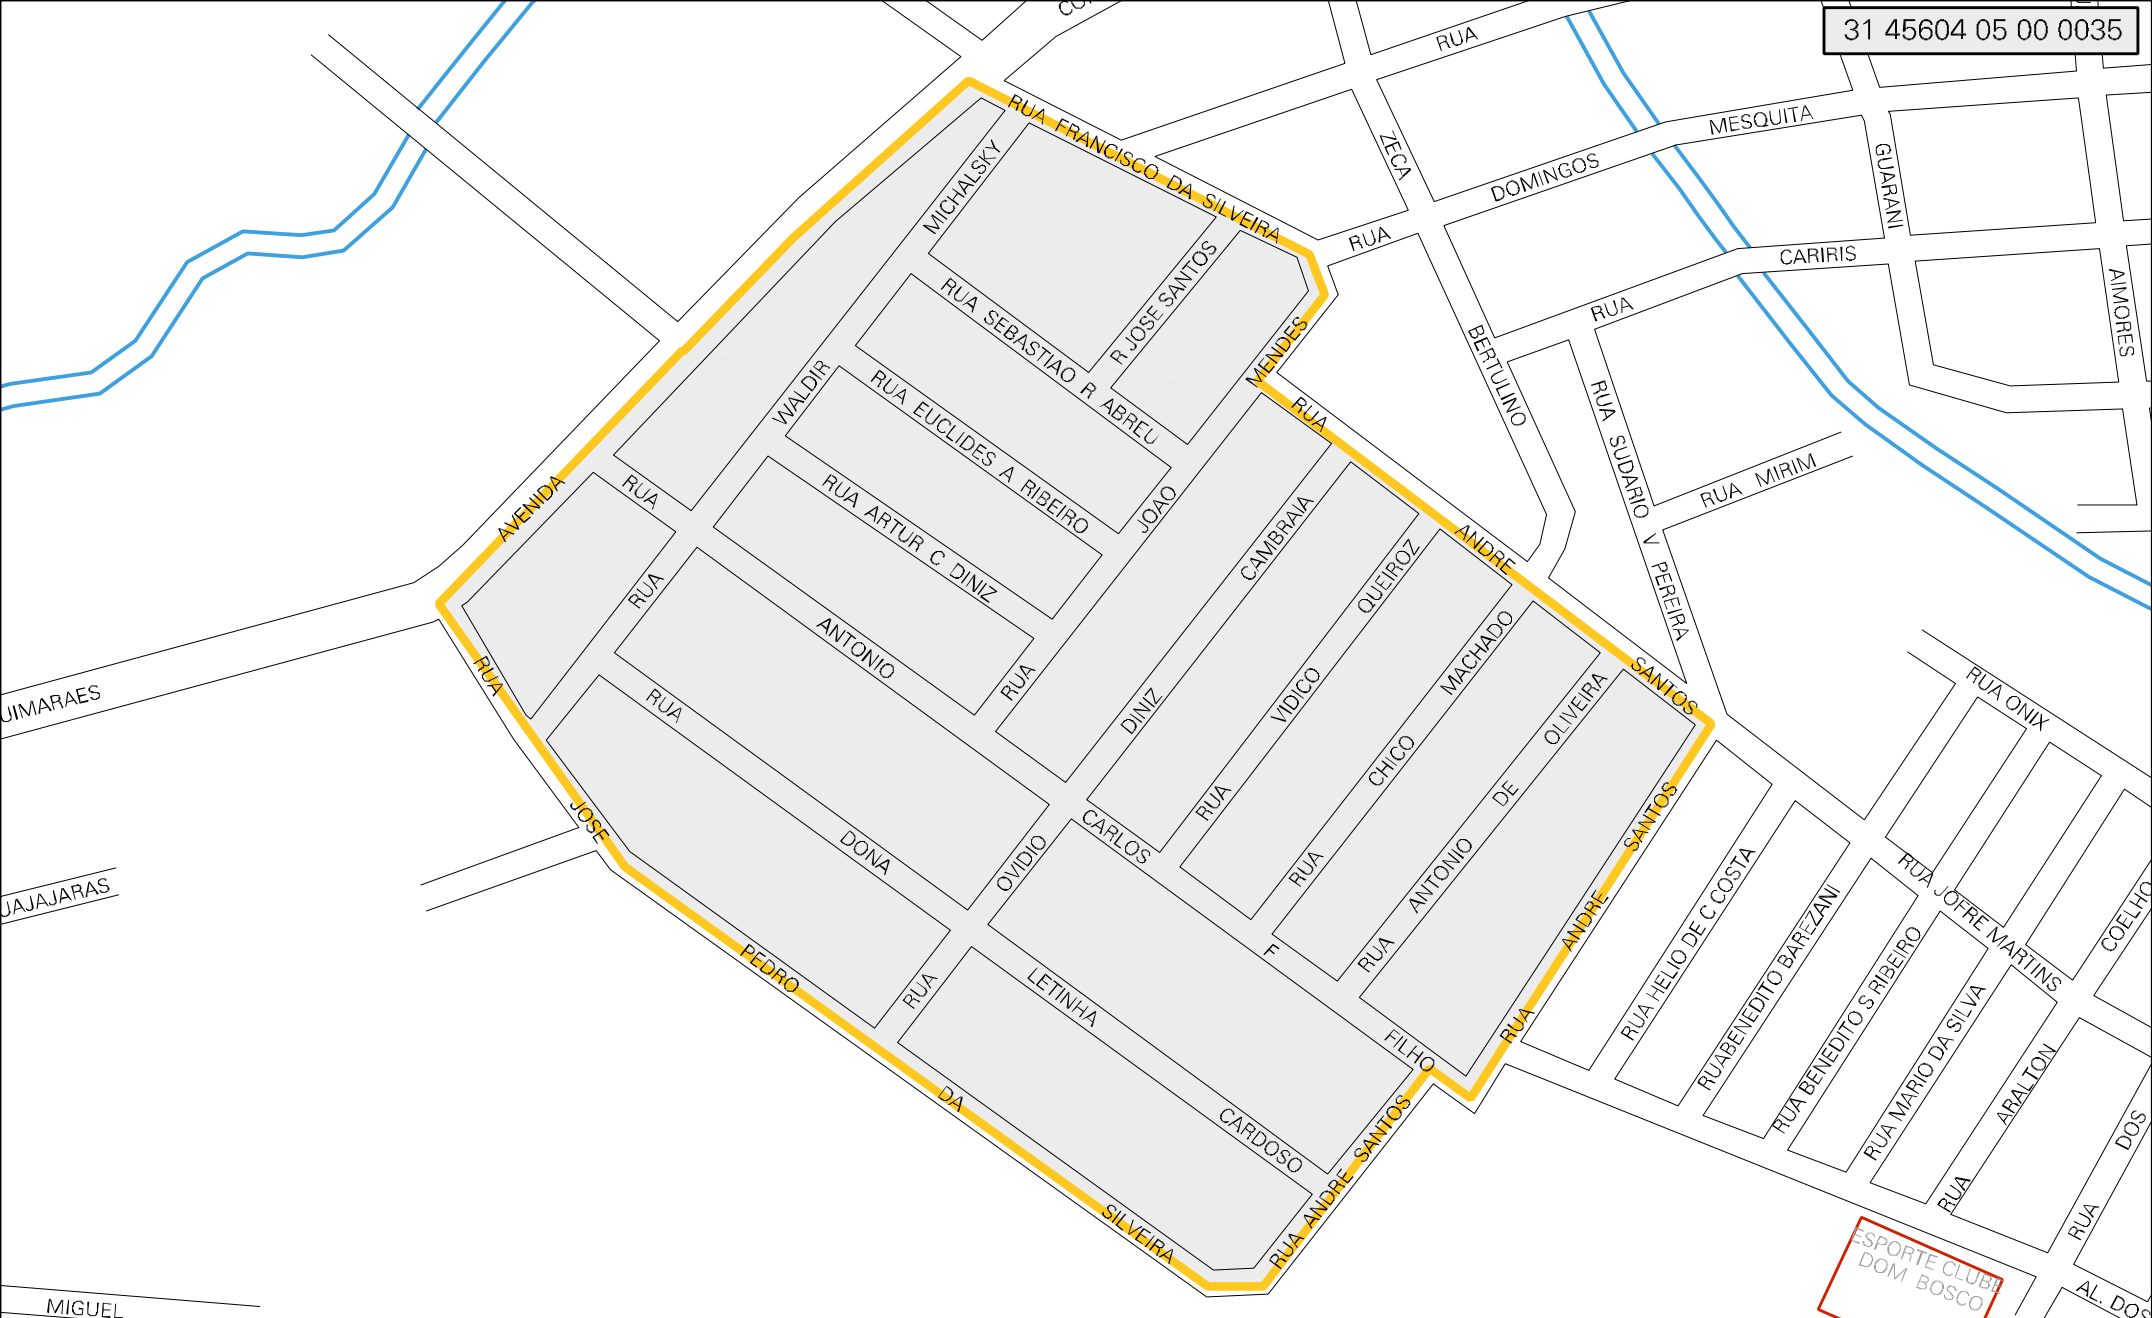 31 45604 05 00 0035
RUA
MESQUITA
DOMINGOS
RUA
ZECA
BERTULINO
GUARANI
CARIRIS
RUA
AIMORES
RUA FRANCISCO DA SILVEIRA
MICHALSKY
WALDIR
RUA
R JOSE SANTOS
RUA SEBASTIAO R ABREU
MENDES
JOAO
RUA
RUA EUCLIDES A RIBEIRO
RUA ARTUR C DINIZ
RUA SUDARIO V PEREIRA
RUA MIRIM
AVENIDA
RUA
ANTONIO
CARLOS
F
FILHO
RUA
ANDRE
SANTOS
CAMBRAIA
DINIZ
OVIDIO
RUA
QUEIROZ
VIDICO
RUA
MACHADO
CHICO
RUA
OLIVEIRA
DE
ANTONIO
RUA
UIMARAES
UAJAJARAS
MIGUEL
RUA
JOSE
PEDRO
DA
SILVEIRA
RUA
DONA
LETINHA
CARDOSO
RUA ANDRE SANTOS
RUA ANDRE SANTOS
RUA ONIX
RUA JOFRE MARTINS
RUA HELIO DE C COSTA
RUABENEDITO BAREZANI
RUA BENEDITO S RIBEIRO
RUA MARIO DA SILVA
RUA ARALTON
COELHO
RUA DOS
AL. DOS
ESPORTE CLUBE
DOM BOSCO